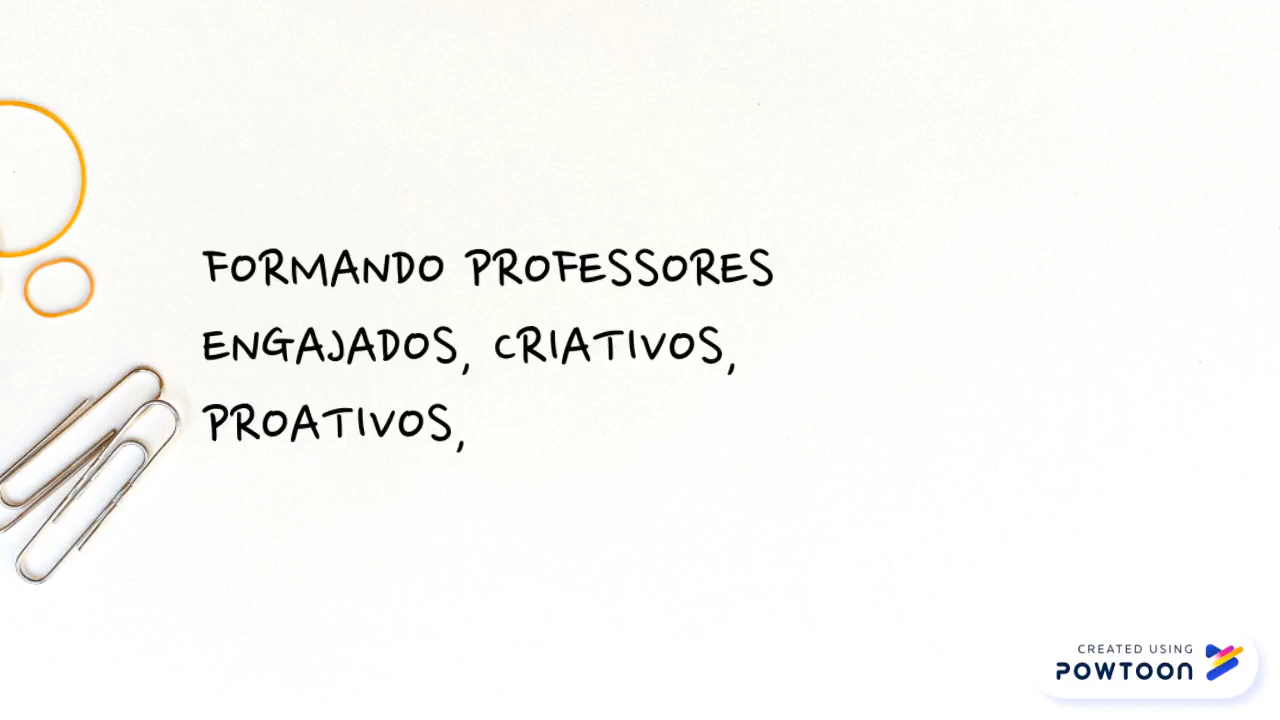 FORMANDO PROFESSORES
ENGAJADOS, CRIATIVOS,
PROATIVOS,
CREATED USING
POWTOON